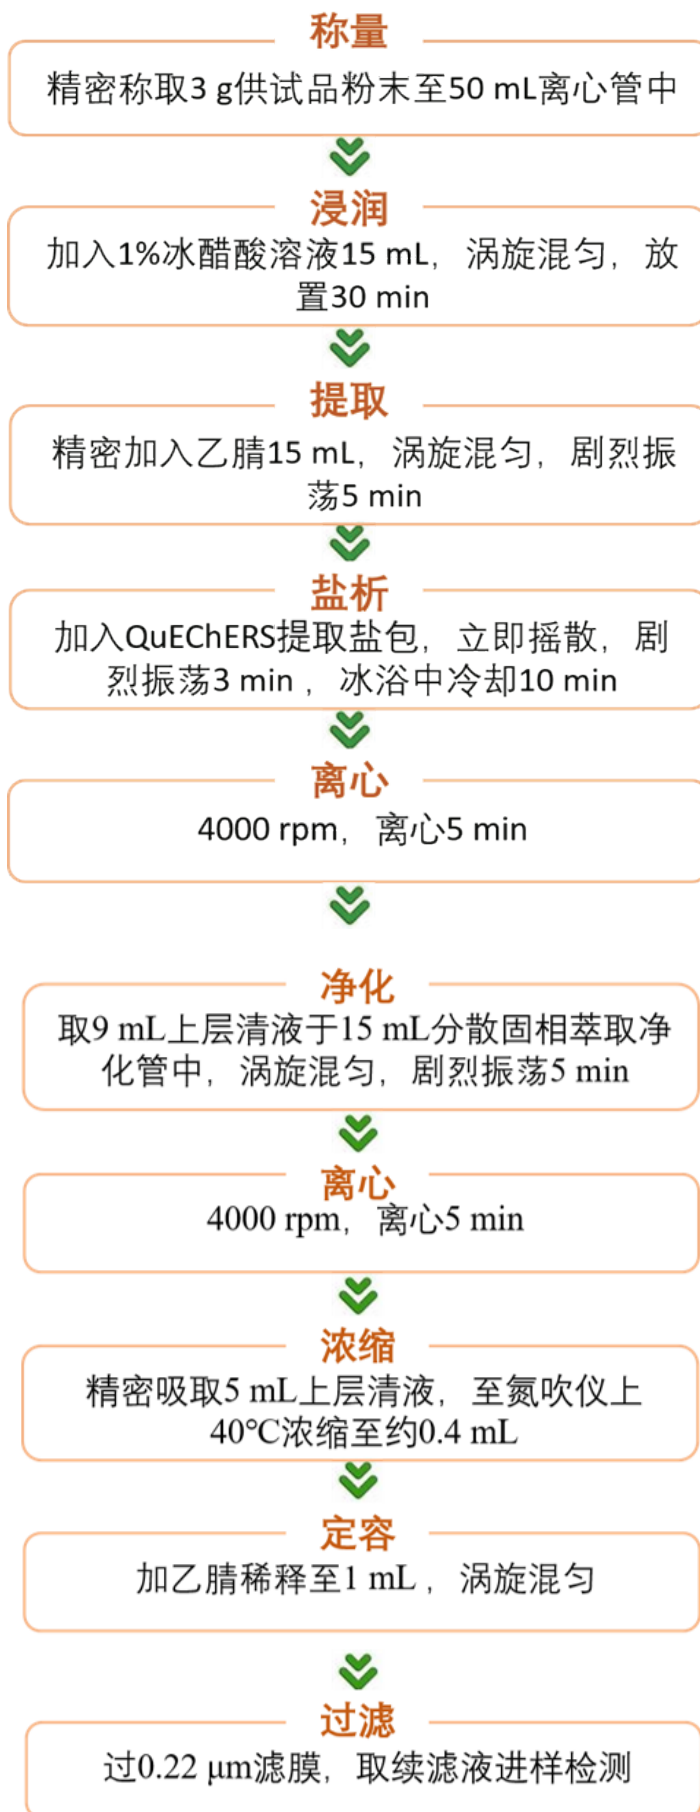 称量
精密称取3 g供试品粉末至50 mL离心管中
浸润
加入1%冰醋酸溶液15 mL，涡旋混匀，放
置30 min
提取
精密加入乙腈15 mL，涡旋混匀，剧烈振
荡5 min
盐析
加入QuEChERS提取盐包，立即摇散，剧
烈振荡3 min ，冰浴中冷却10 min
离心
4000 rpm，离心5 min
净化
取9 mL上层清液于15 mL分散固相萃取净
化管中，涡旋混匀，剧烈振荡5 min
离心
4000 rpm，离心5 min
浓缩
精密吸取5 mL上层清液，至氮吹仪上
40°C浓缩至约0.4 mL
定容
加乙腈稀释至1 mL ，涡旋混匀
过滤
过0.22 μm滤膜，取续滤液进样检测